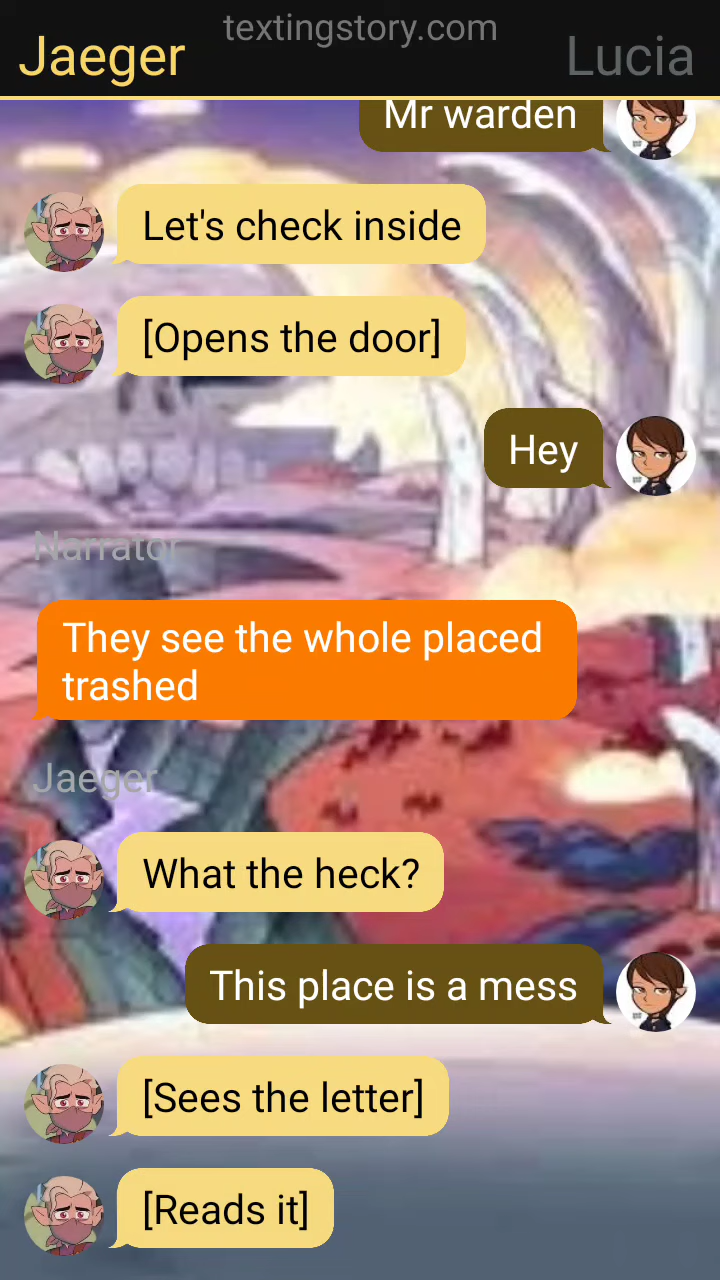 textingstory.com
Jaeger
Lucia
Mr warden
Let's check inside
[Opens the door]
Hey
Narrator
They see the whole placed
trashed
Jaeger
What the heck?
This place is a mess
[Sees the letter]
[Reads it]